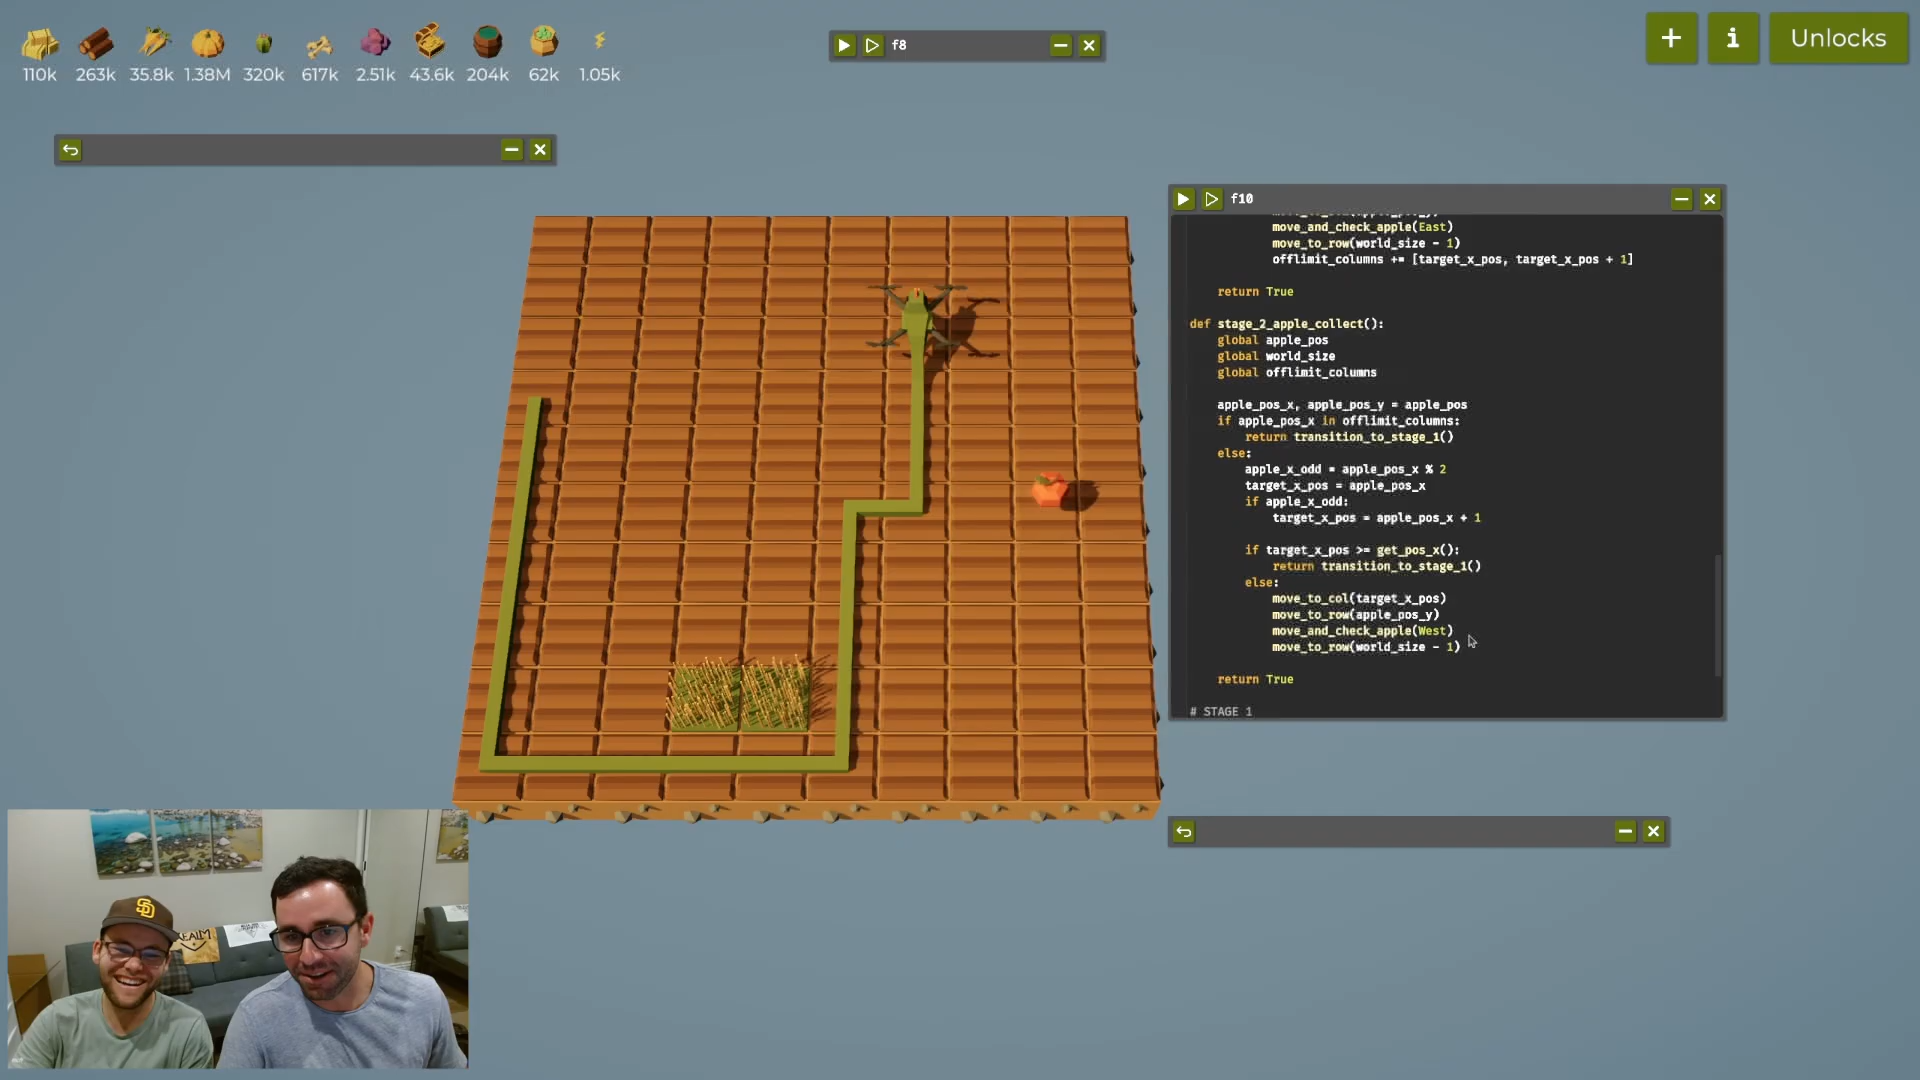 110k 263k 35.8k 1.38M 320k 617k 2.51k 43.6k 204k 62k 1.05k
f8
+ i Unlocks
f10
move_and_check_apple(East)
move_to_row(world_size - 1)
offlimit_columns += [target_x_pos, target_x_pos + 1]
return True
def stage_2_apple_collect():
global apple_pos
global world_size
global offlimit_columns
apple_pos_x, apple_pos_y = apple_pos
if apple_pos_x in offlimit_columns:
return transition_to_stage_1()
else:
apple_x_odd = apple_pos_x % 2
target_x_pos = apple_pos_x
if apple_x_odd:
target_x_pos = apple_pos_x + 1
if target_x_pos >= get_pos_x():
return transition_to_stage_1()
else:
move_to_col(target_x_pos)
move_to_row(apple_pos_y)
move_and_check_apple(West)
move_to_row(world_size - 1)
return True
# STAGE 1
SD